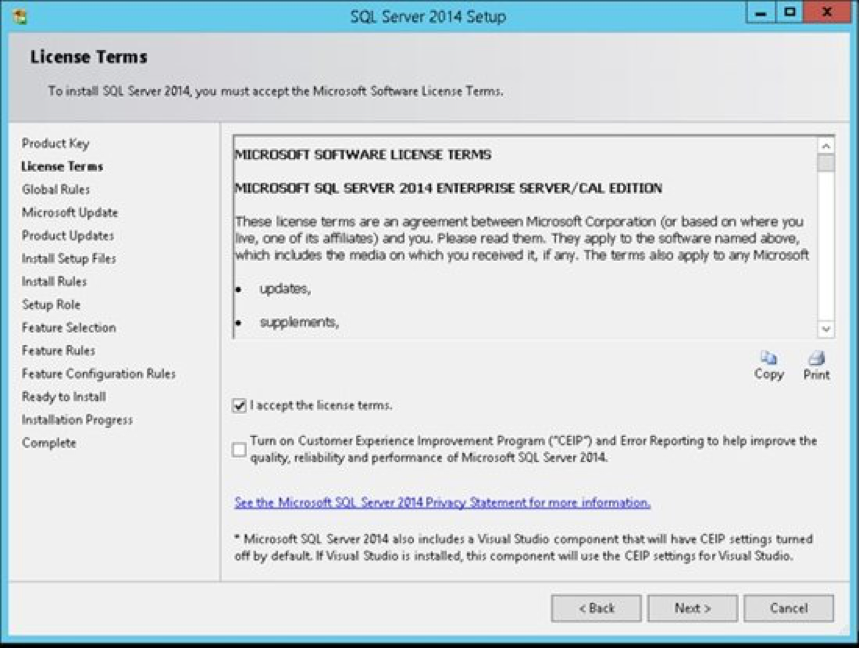 SQL Server 2014 Setup
License Terms
To install SQL Server 2014, you must accept the Microsoft Software License Terms.
Product Key
License Terms
Global Rules
Microsoft Update
Product Updates
Install Setup Files
Install Rules
Setup Role
Feature Selection
Feature Rules
Feature Configuration Rules
Ready to Install
Installation Progress
Complete
MICROSOFT SOFTWARE LICENSE TERMS
MICROSOFT SQL SERVER 2014 ENTERPRISE SERVER/CAL EDITION
These license terms are an agreement between Microsoft Corporation (or based on where you
live, one of its affiliates) and you. Please read them. They apply to the software named above,
which includes the media on which you received it, if any. The terms also apply to any Microsoft
• updates,
• supplements,
Copy Print
I accept the license terms.
Turn on Customer Experience Improvement Program ("CEIP") and Error Reporting to help improve the
quality, reliability and performance of Microsoft SQL Server 2014.
See the Microsoft SQL Server 2014 Privacy Statement for more information.
* Microsoft SQL Server 2014 also includes a Visual Studio component that will have CEIP settings turned
off by default. If Visual Studio is installed, this component will use the CEIP settings for Visual Studio.
< Back Next > Cancel